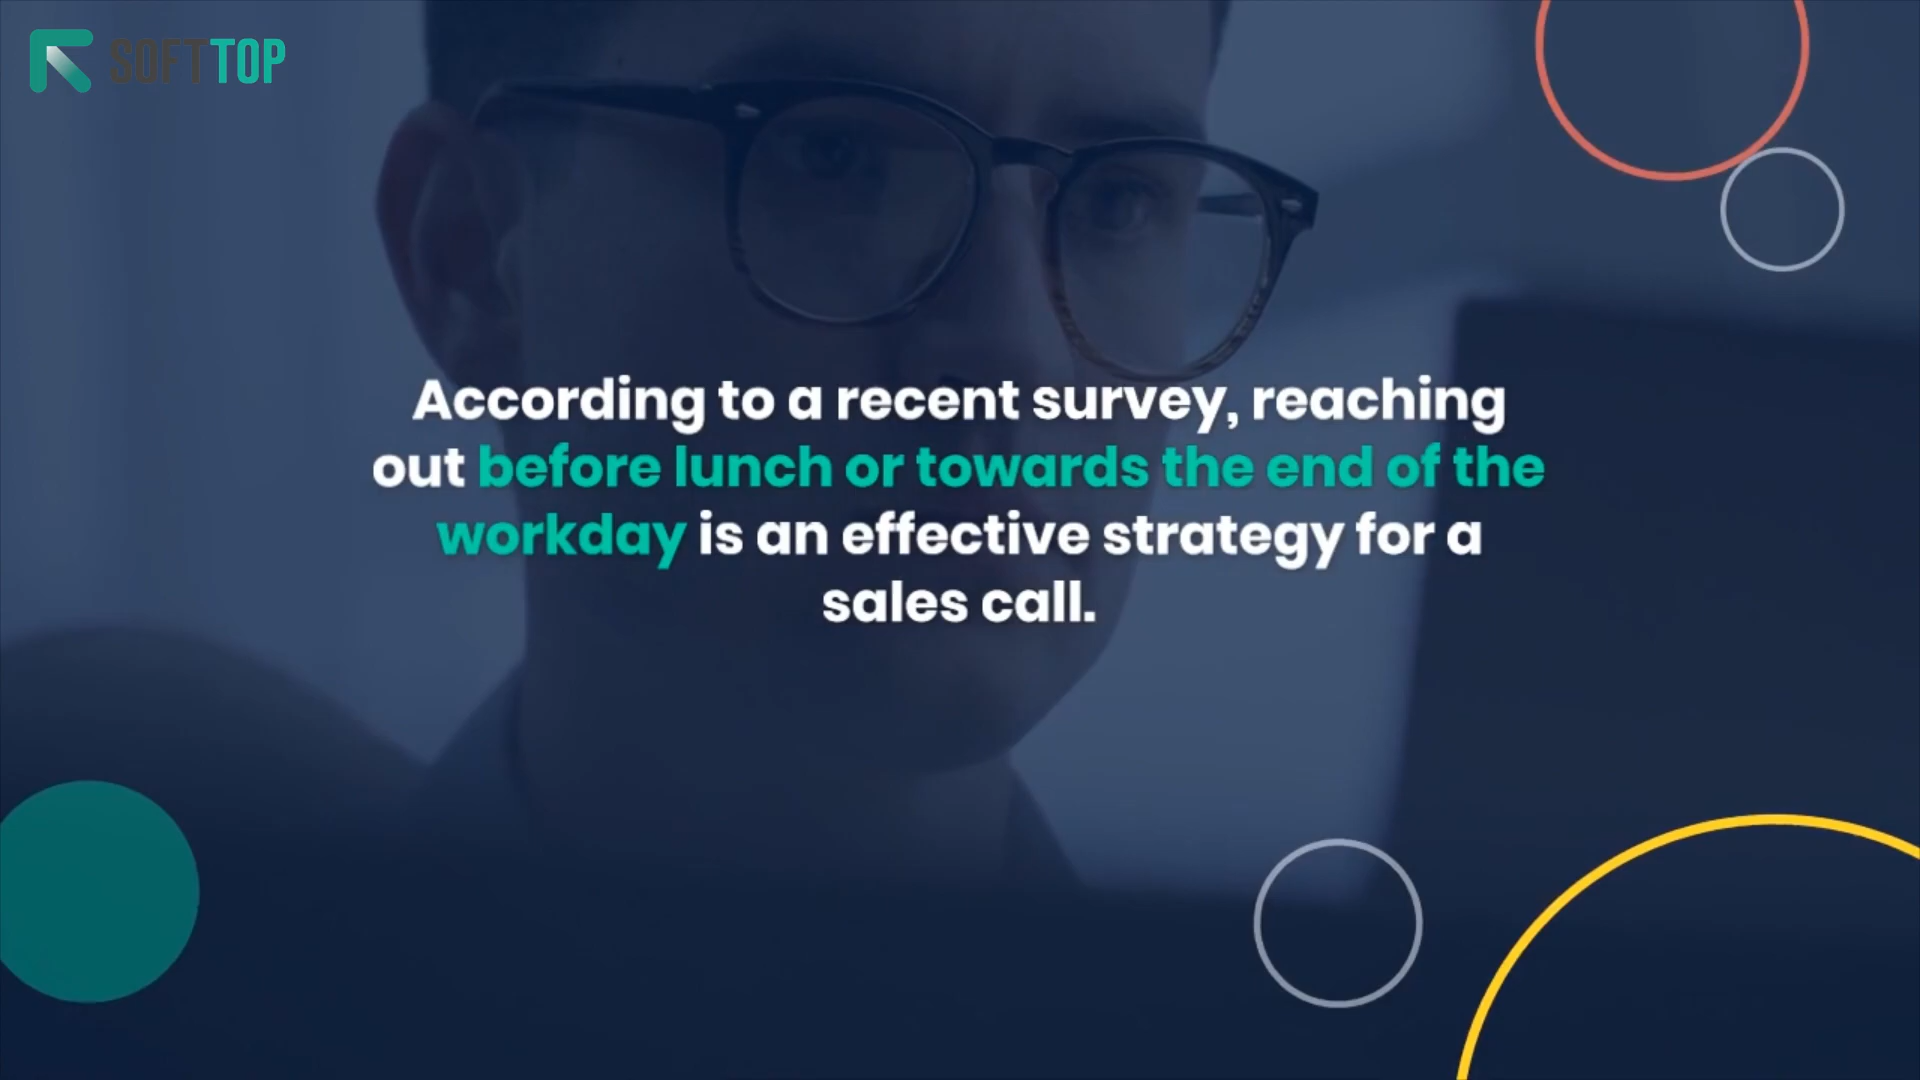 SOFTTOP
According to a recent survey, reaching
out before lunch or towards the end of the
workday is an effective strategy for a
sales call.